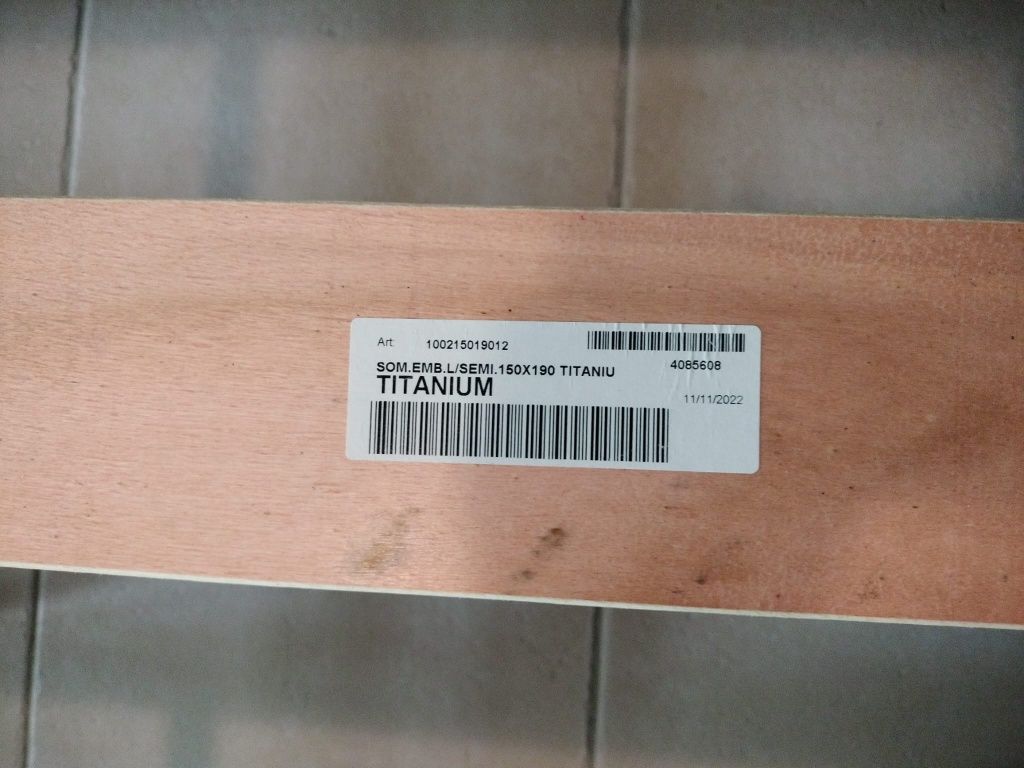 Art: 100215019012
SOM.EMB.L/SEMI.150X190 TITANIU
4085608
TITANIUM
11/11/2022